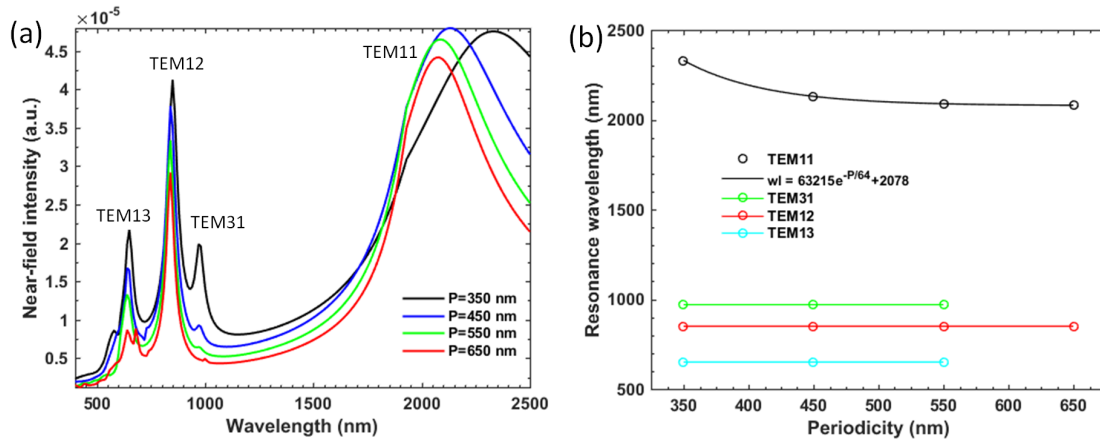 (a)
×10⁻⁵
4.5
4
3.5
3
2.5
2
1.5
1
0.5
Near-field intensity (a.u.)
TEM13
TEM12
TEM31
TEM11
P=350 nm
P=450 nm
P=550 nm
P=650 nm
500 1000 1500 2000 2500
Wavelength (nm)
(b)
2500
2000
1500
1000
500
Resonance wavelength (nm)
TEM11
wl = 63215e⁻ᴾ/⁶⁴+2078
TEM31
TEM12
TEM13
350 400 450 500 550 600 650
Periodicity (nm)